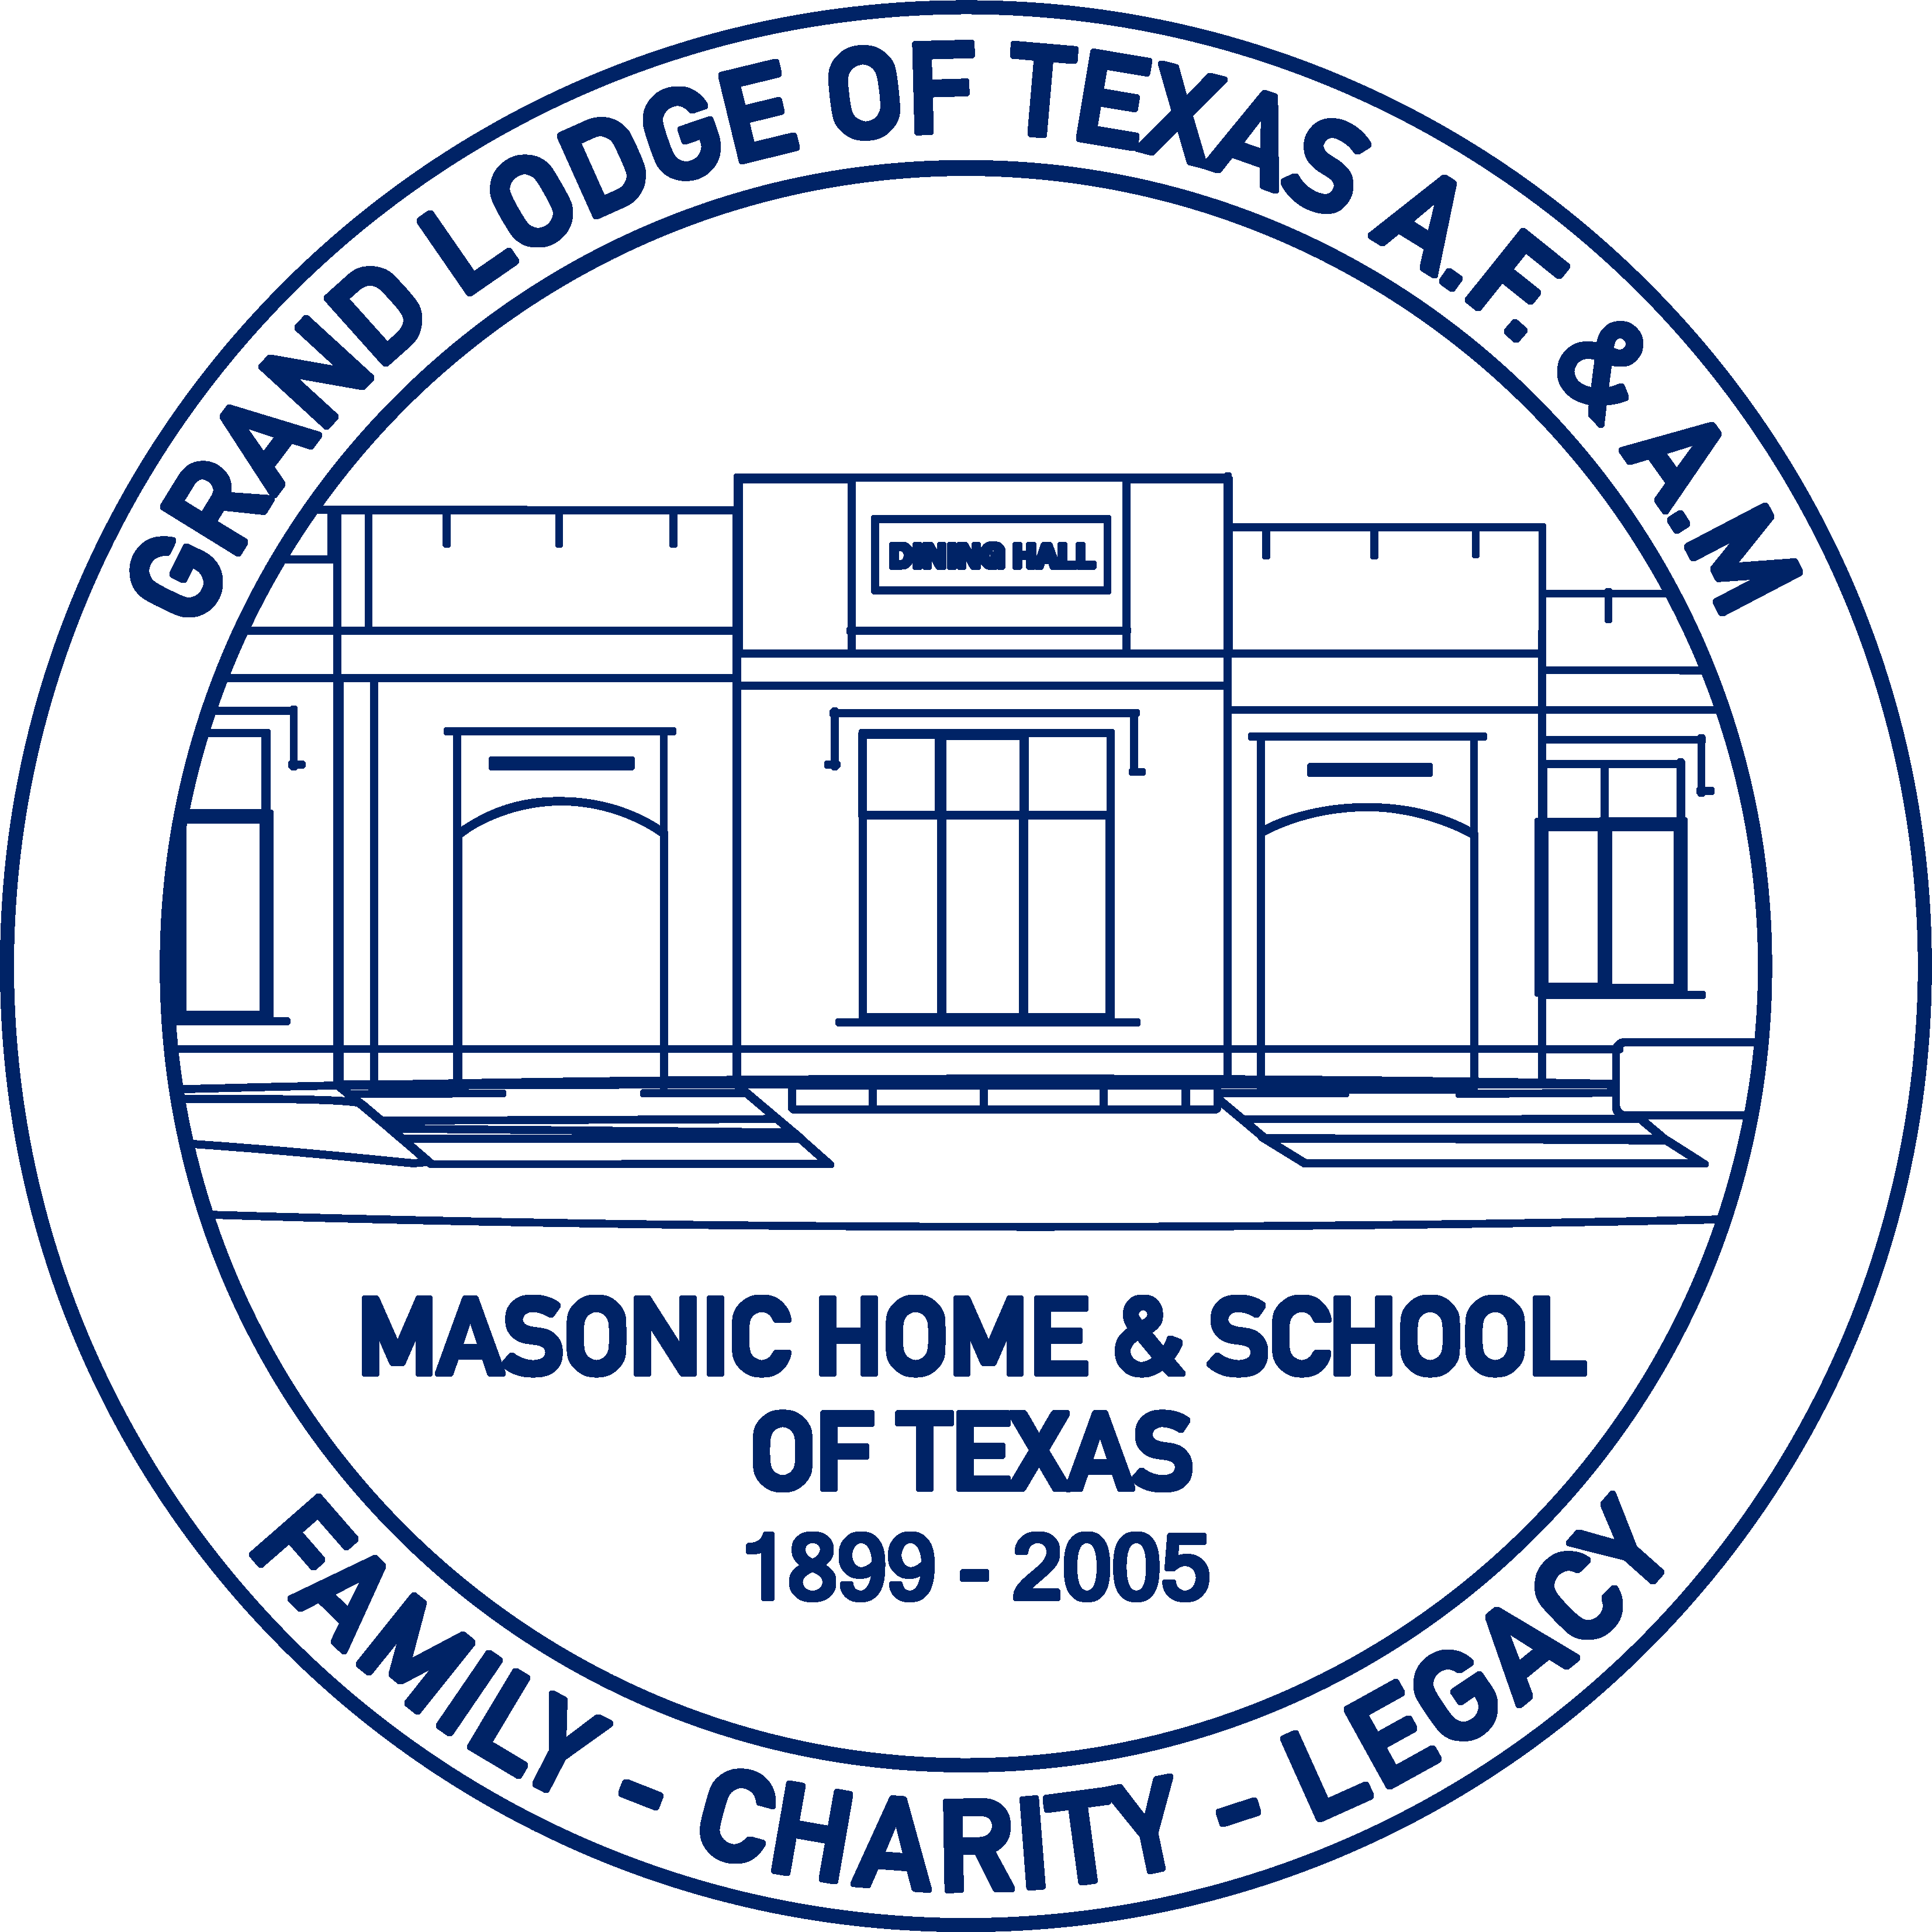 GRAND LODGE OF TEXAS A.F. & A.M
DINING HALL
MASONIC HOME & SCHOOL
OF TEXAS
1899 - 2005
FAMILY - CHARITY - LEGACY